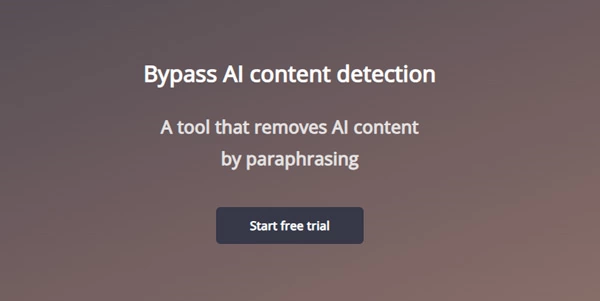 Bypass AI content detection
A tool that removes AI content
by paraphrasing
Start free trial